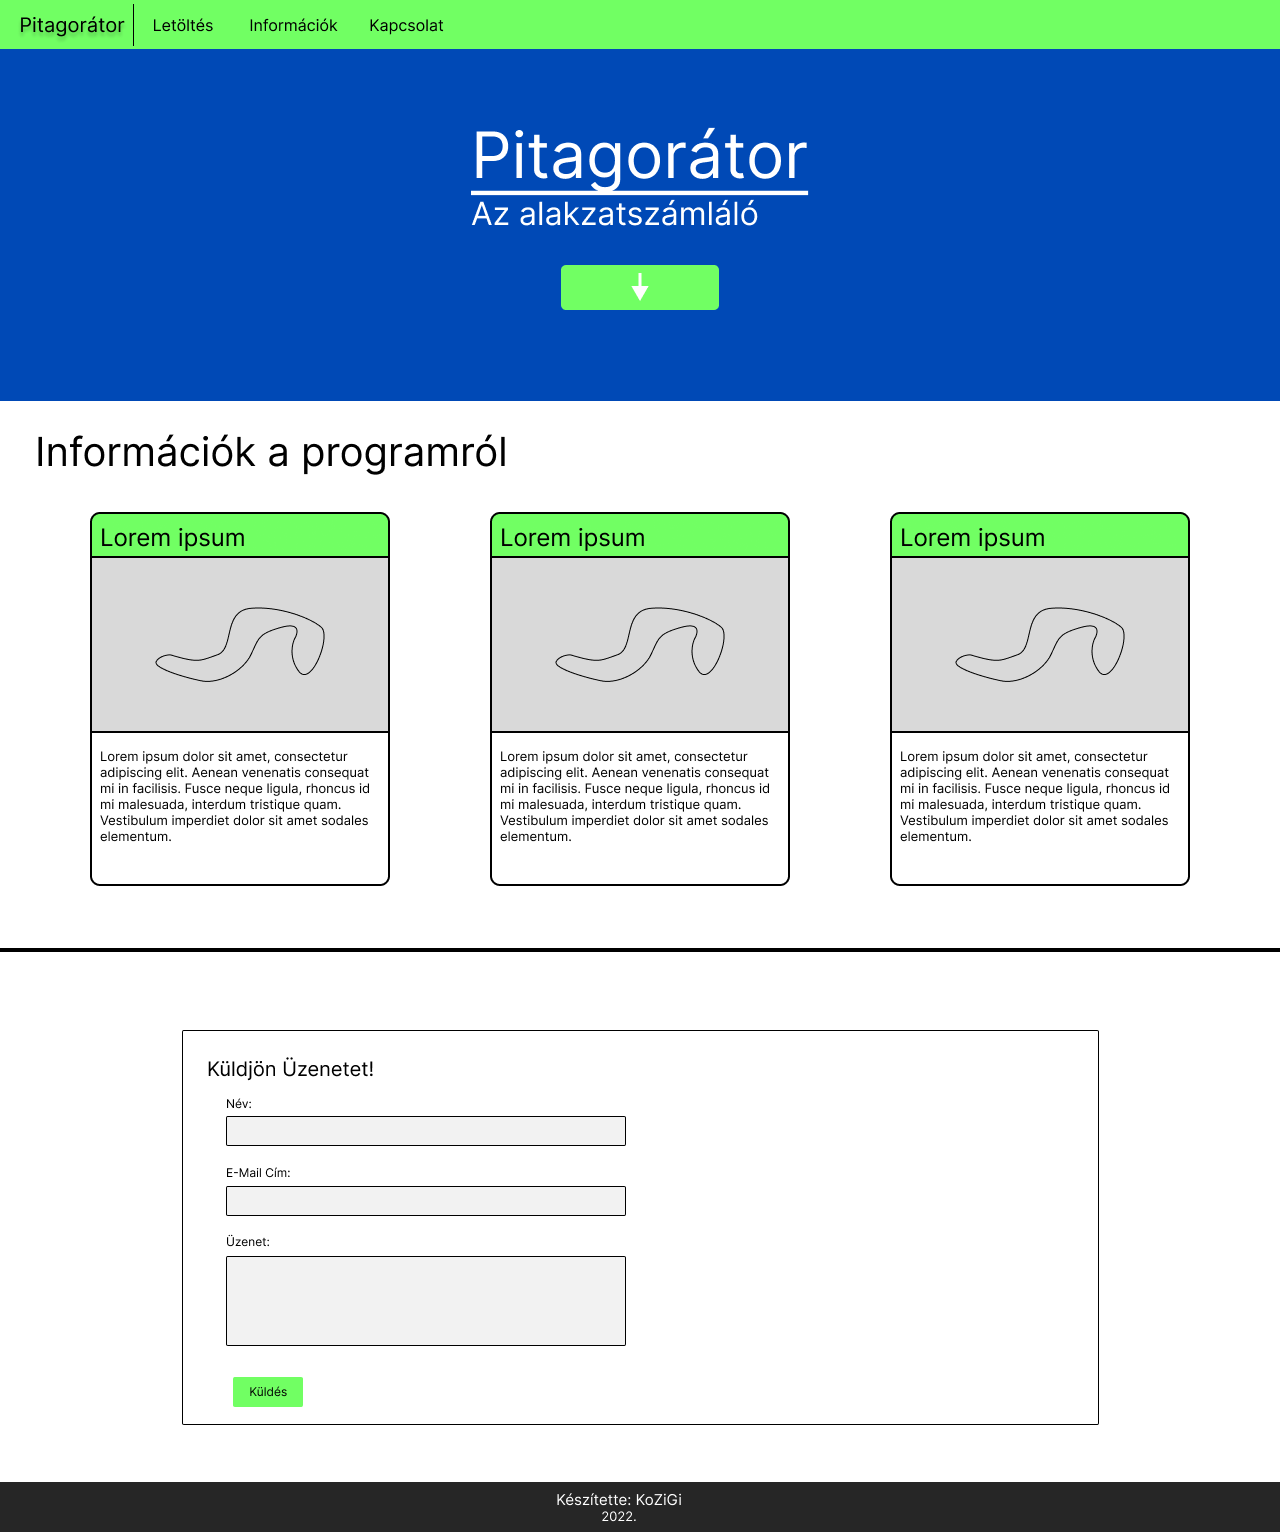 Pitagorátor
Letöltés
Információk
Kapcsolat
Pitagorátor
Az alakzatszámláló
Információk a programról
Lorem ipsum
Lorem ipsum dolor sit amet, consectetur
adipiscing elit. Aenean venenatis consequat
mi in facilisis. Fusce neque ligula, rhoncus id
mi malesuada, interdum tristique quam.
Vestibulum imperdiet dolor sit amet sodales
elementum.
Lorem ipsum
Lorem ipsum dolor sit amet, consectetur
adipiscing elit. Aenean venenatis consequat
mi in facilisis. Fusce neque ligula, rhoncus id
mi malesuada, interdum tristique quam.
Vestibulum imperdiet dolor sit amet sodales
elementum.
Lorem ipsum
Lorem ipsum dolor sit amet, consectetur
adipiscing elit. Aenean venenatis consequat
mi in facilisis. Fusce neque ligula, rhoncus id
mi malesuada, interdum tristique quam.
Vestibulum imperdiet dolor sit amet sodales
elementum.
Küldjön Üzenetet!
Név:
E-Mail Cím:
Üzenet:
Küldés
Készítette: KoZiGi
2022.